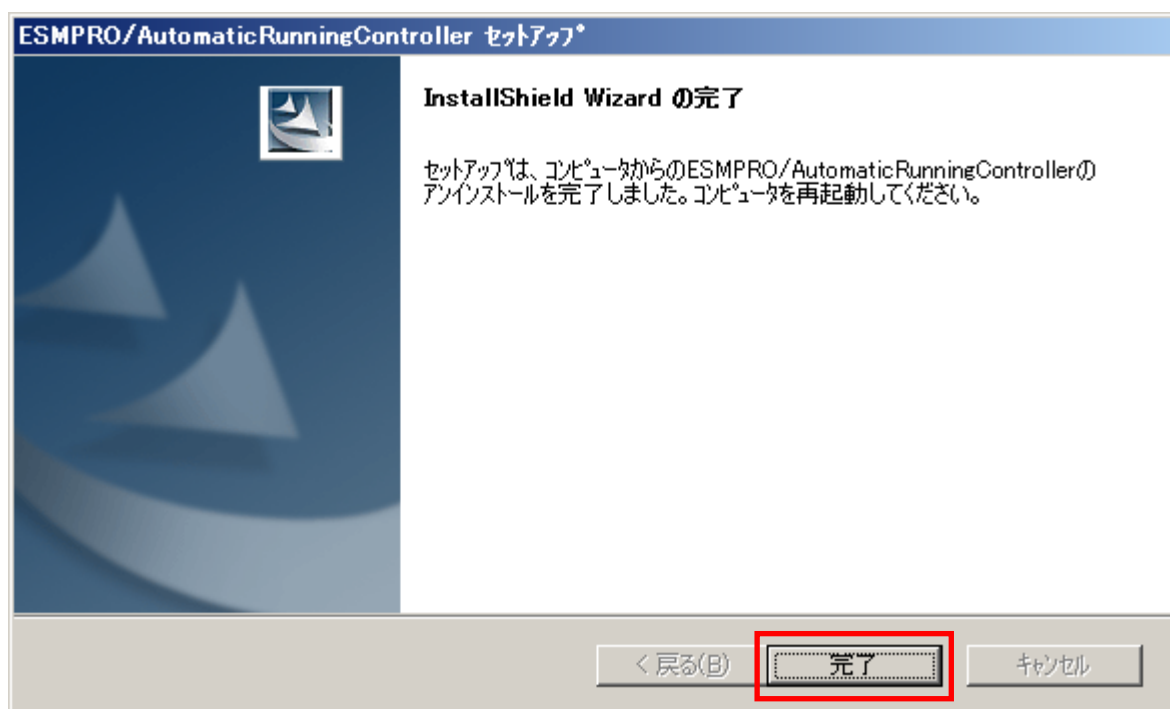 ESMPRO/AutomaticRunningController ｾｯﾄｱｯﾌﾟ
InstallShield Wizard の完了
ｾｯﾄｱｯﾌﾟは、ｺﾝﾋﾟｭｰﾀからのESMPRO/AutomaticRunningControllerの
ｱﾝｲﾝｽﾄｰﾙを完了しました。ｺﾝﾋﾟｭｰﾀを再起動してください。
< 戻る(B)
完了
ｷｬﾝｾﾙ